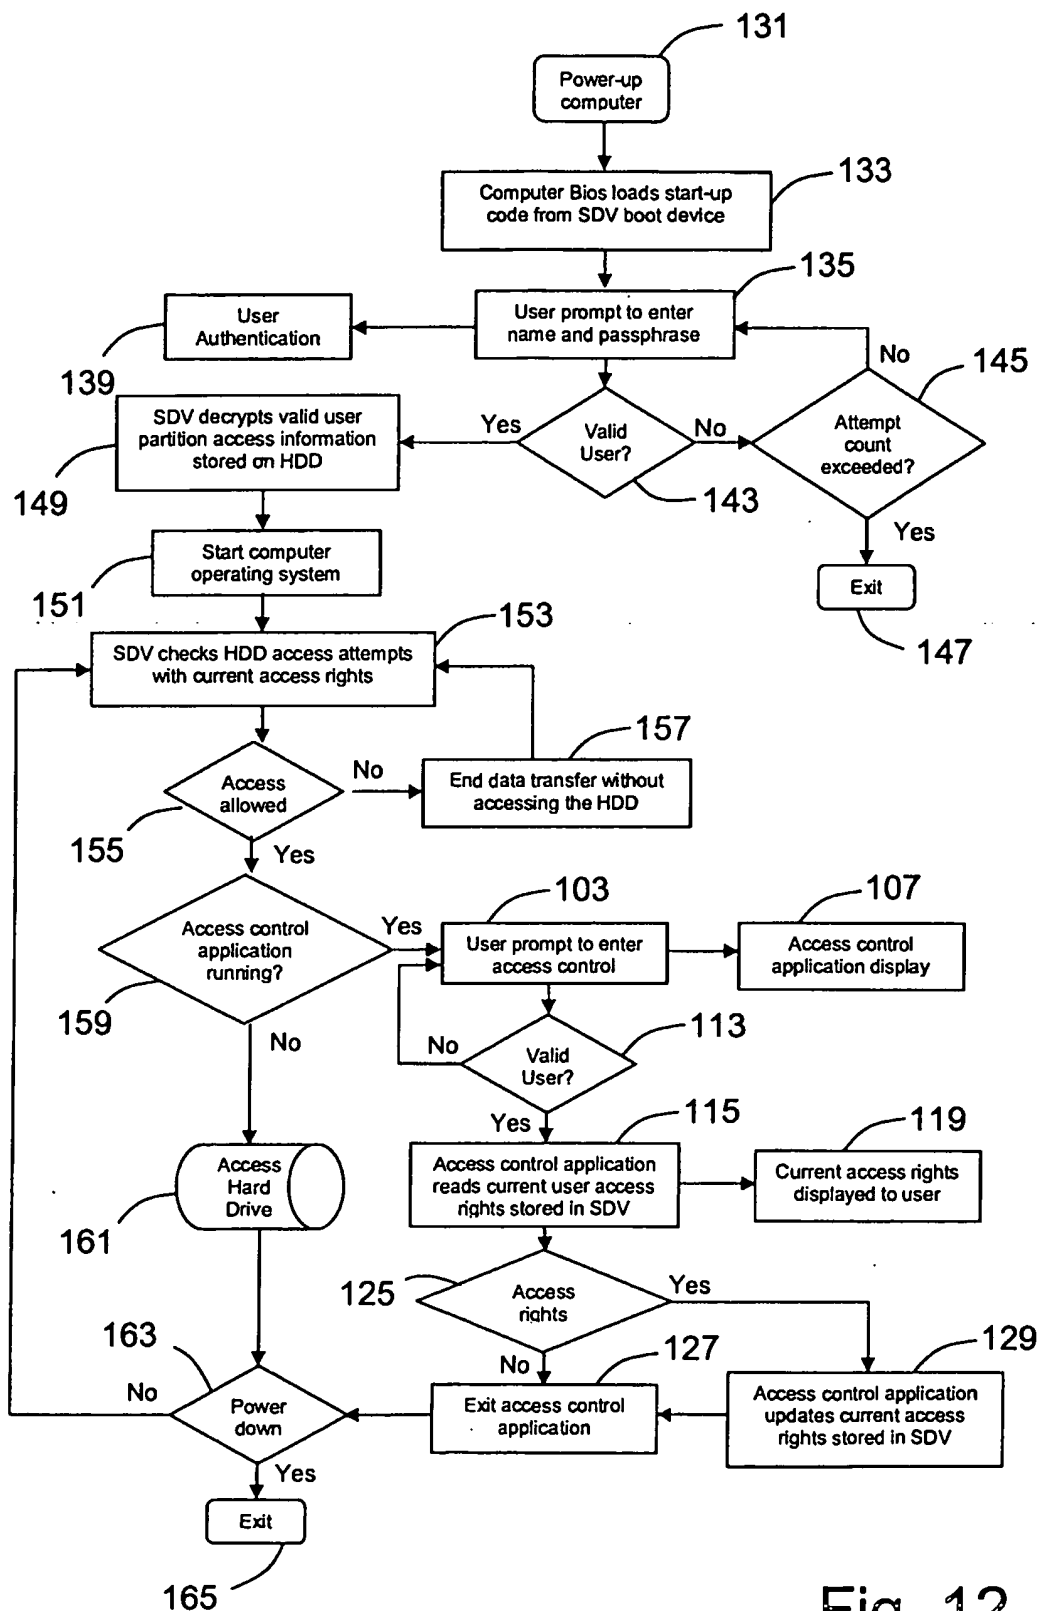 131
Power-up
computer
133
Computer Bios loads start-up
code from SDV boot device
135
User prompt to enter
name and passphrase
User
Authentication
139
No
145
SDV decrypts valid user
partition access information
stored on HDD
149
Yes
Valid
User?
143
No
Attempt
count
exceeded?
Yes
Exit
147
Start computer
operating system
151
153
SDV checks HDD access attempts
with current access rights
157
Access
allowed
155
No
End data transfer without
accessing the HDD
Yes
103
107
Access control
application
running?
159
Yes
User prompt to enter
access control
Access control
application display
No
113
No
Valid
User?
Yes
115
119
Access
Hard
Drive
161
Access control application
reads current user access
rights stored in SDV
Current access rights
displayed to user
125
Access
rights
Yes
163
No
127
129
No
Power
down
Exit access control
application
Access control application
updates current access
rights stored in SDV
Yes
Exit
165
Fig. 12